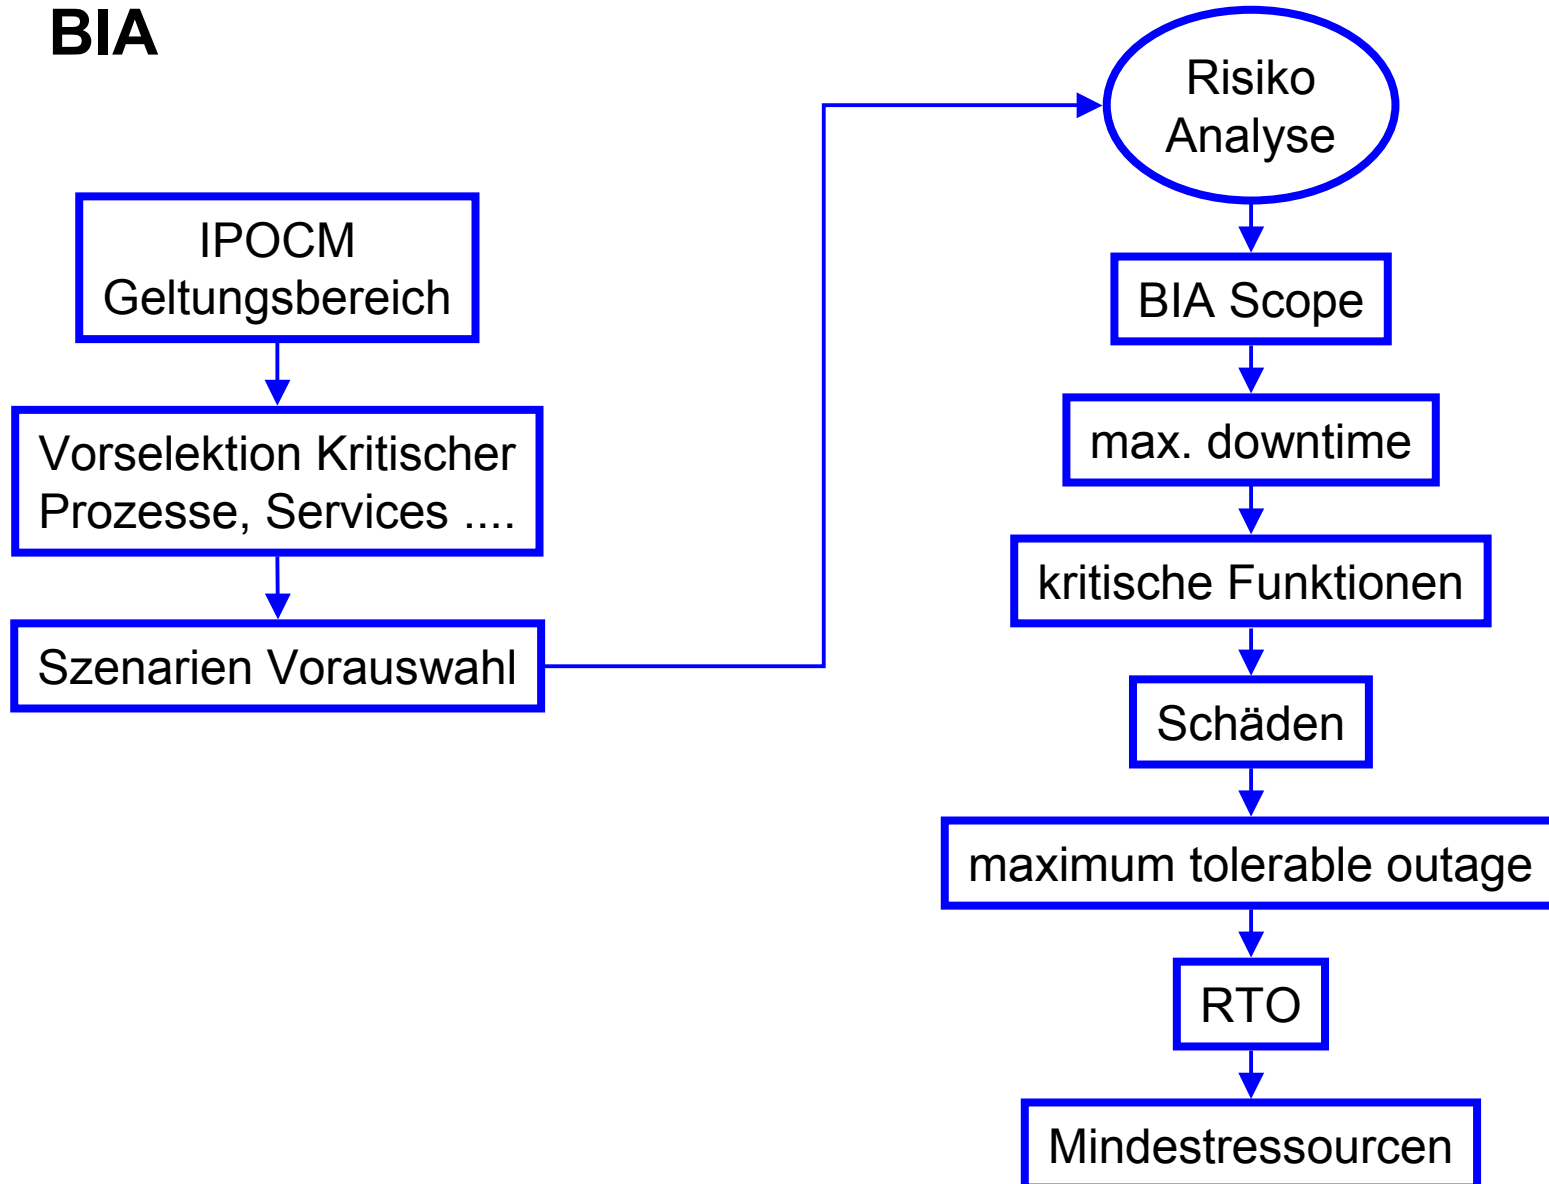 BIA
IPOCM
Geltungsbereich
Vorselektion Kritischer
Prozesse, Services ....
Szenarien Vorauswahl
Risiko
Analyse
BIA Scope
max. downtime
kritische Funktionen
Schäden
maximum tolerable outage
RTO
Mindestressourcen